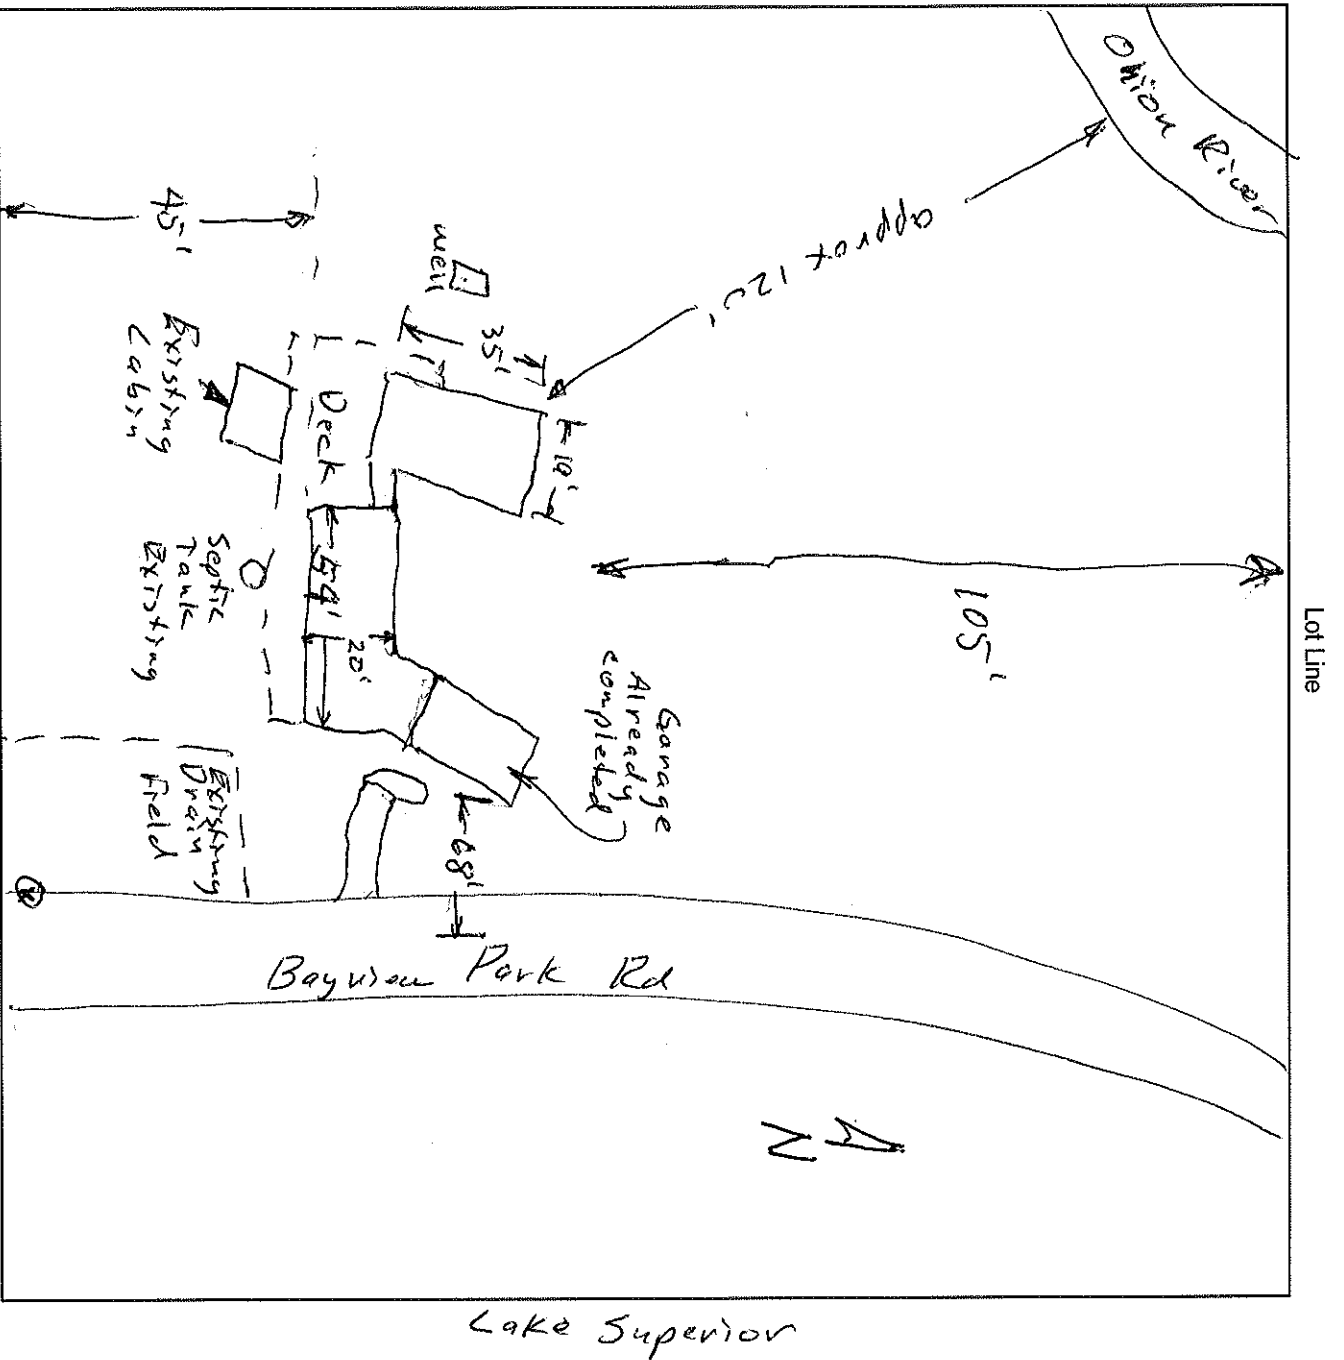 Onion River
Lot Line
approx 120'
45'
well
35'
Existing
Cabin
Deck
105'
54'
20'
Septic
Tank
Existing
Garage
Already
Completed
Existing
Drain
Field
68'
Bayview Park Rd
N
Lake Superior